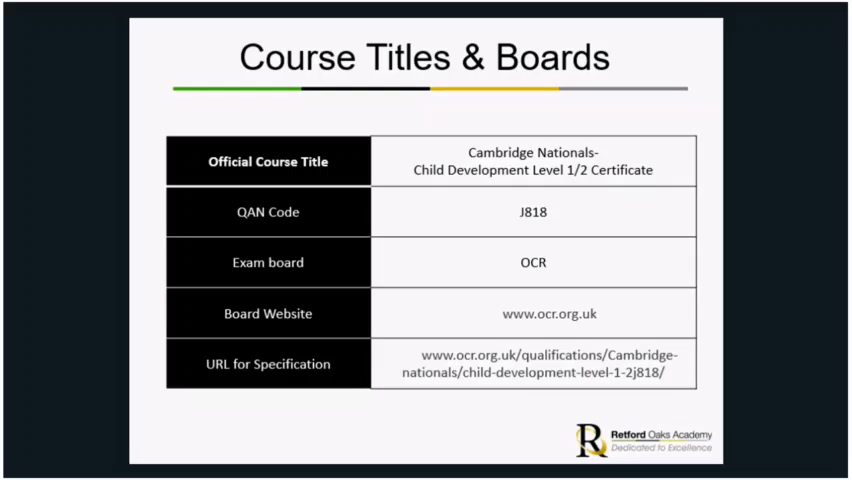 Course Titles & Boards
Official Course Title
Cambridge Nationals-
Child Development Level 1/2 Certificate
QAN Code
J818
Exam board
OCR
Board Website
www.ocr.org.uk
URL for Specification
www.ocr.org.uk/qualifications/Cambridge-
nationals/child-development-level-1-2j818/
R
Retford Oaks Academy
Dedicated to Excellence